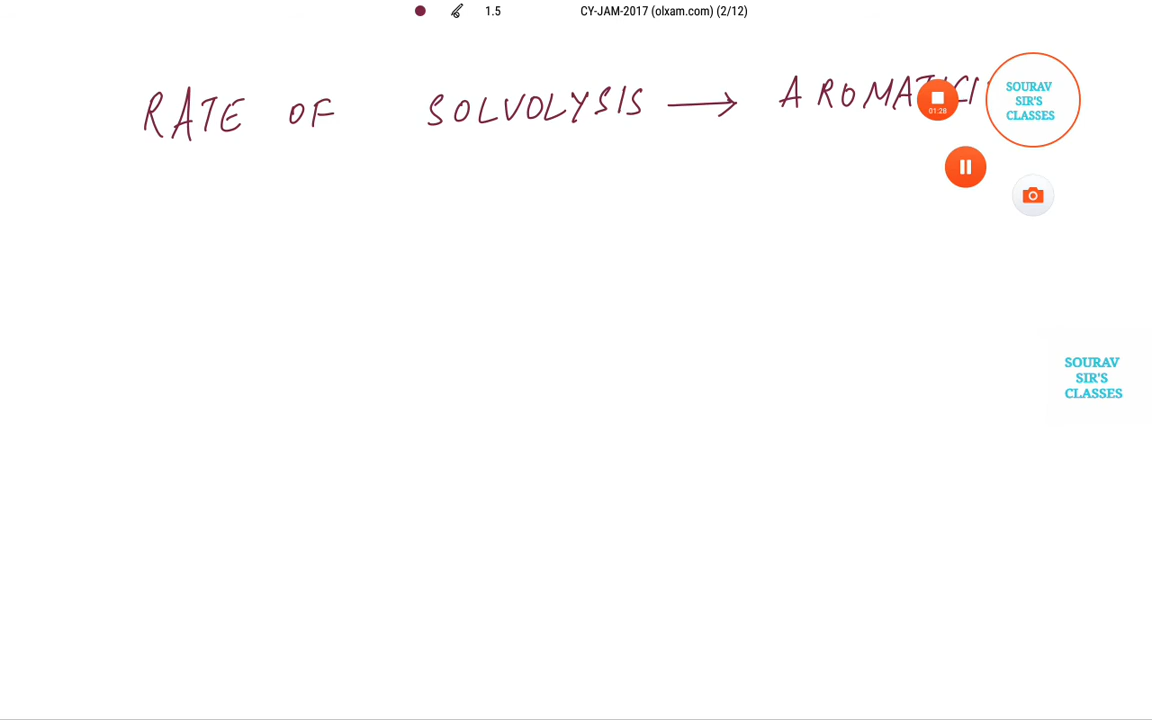 1.5 CY-JAM-2017 (olxam.com) (2/12)
RATE OF SOLVOLYSIS →
SOURAV
SIR'S
CLASSES
01:28
SOURAV
SIR'S
CLASSES